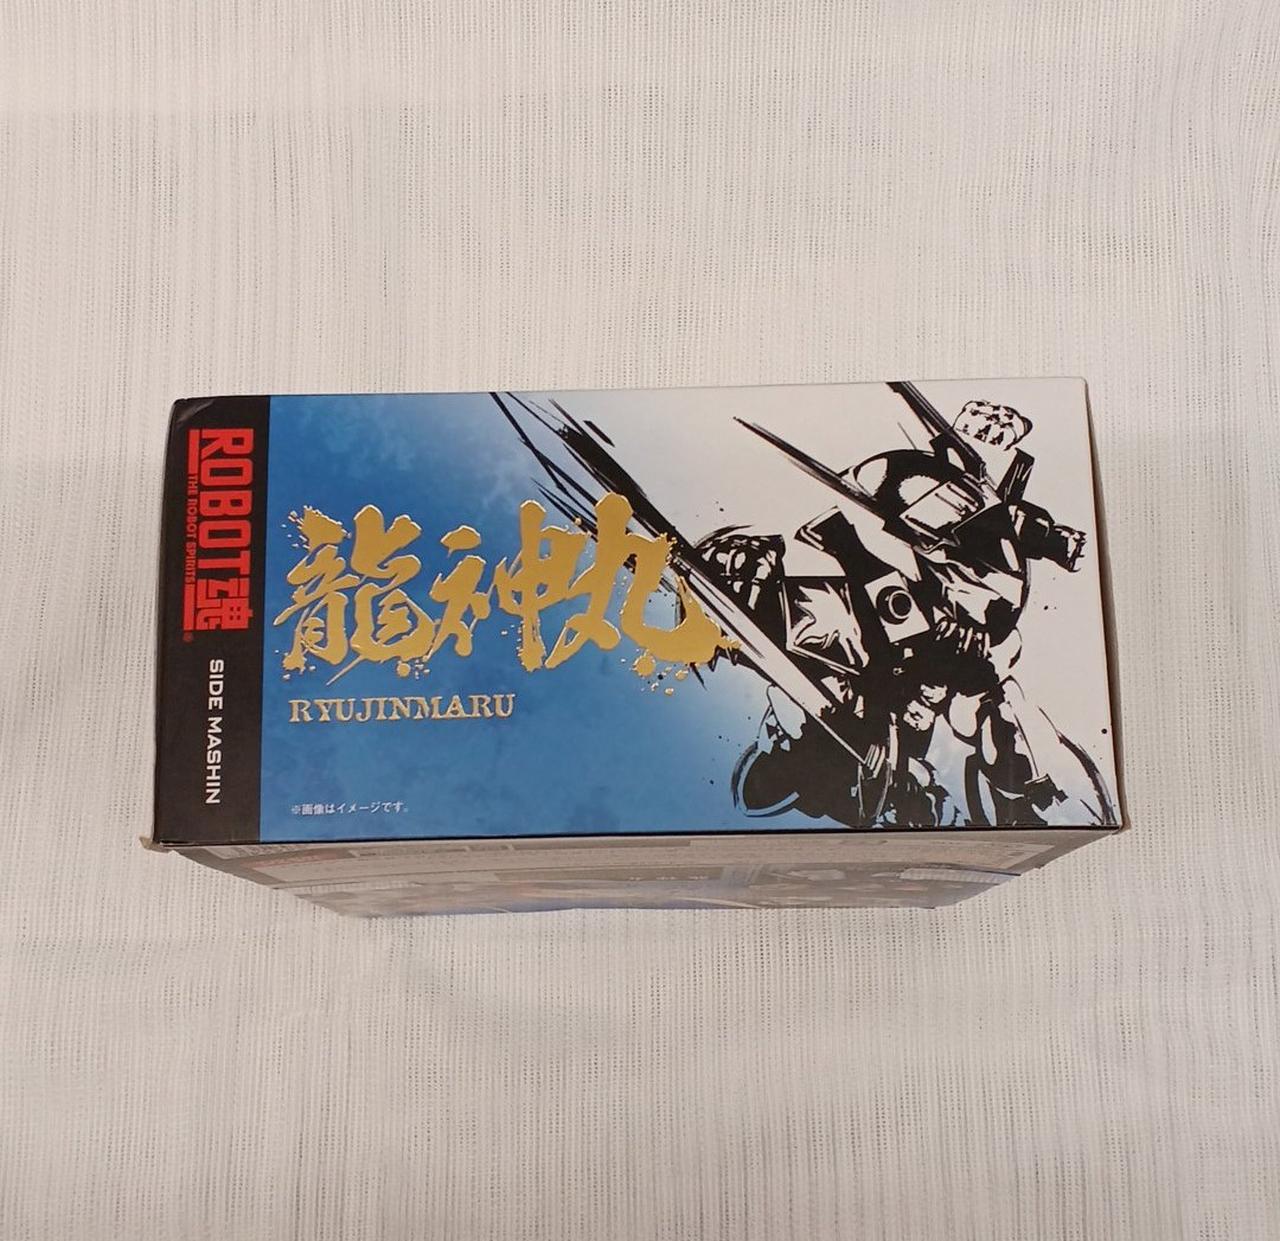 ROBOT魂
THE ROBOT SPIRITS
®
SIDE MASHIN
龍神丸
RYUJINMARU
※画像はイメージです。